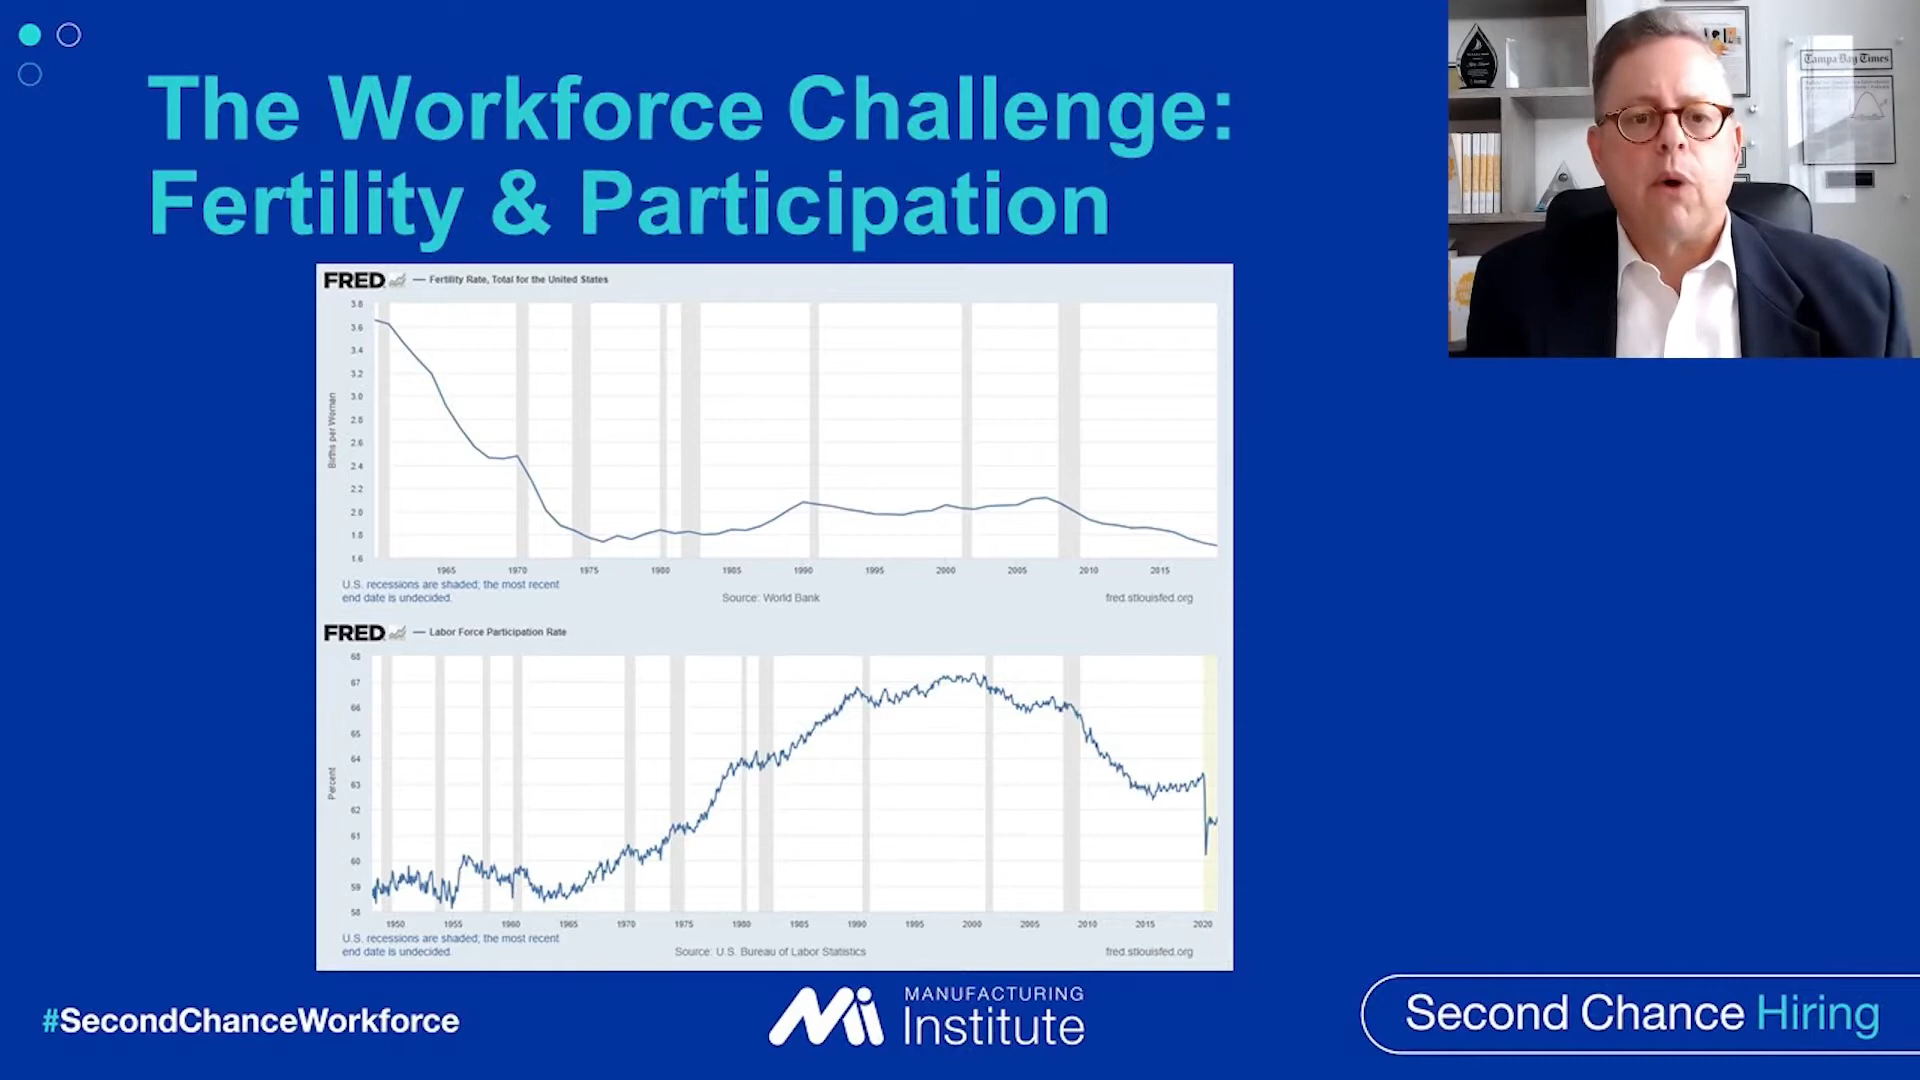 The Workforce Challenge:
Fertility & Participation
Tampa Bay Times
FRED — Fertility Rate, Total for the United States
3.8
3.6
3.4
3.2
3.0
2.8
2.6
2.4
2.2
2.0
1.8
1.6
Births per Woman
1965 1970 1975 1980 1985 1990 1995 2000 2005 2010 2015
U.S. recessions are shaded; the most recent
end date is undecided.
Source: World Bank
fred.stlouisfed.org
FRED — Labor Force Participation Rate
68
67
66
65
64
63
62
61
60
59
58
Percent
1950 1955 1960 1965 1970 1975 1980 1985 1990 1995 2000 2005 2010 2015 2020
U.S. recessions are shaded; the most recent
end date is undecided.
Source: U.S. Bureau of Labor Statistics
fred.stlouisfed.org
#SecondChanceWorkforce
Mi MANUFACTURING
Institute
Second Chance Hiring